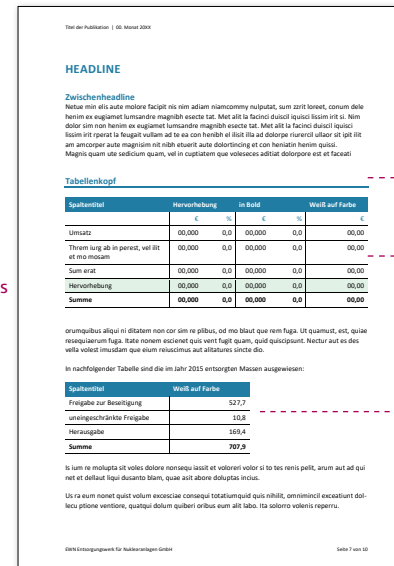 Titel der Publikation | 00. Monat 20XX
HEADLINE
Zwischenheadline
Netue min elis aute molore facipit nis nim adiam niamcommy nulputat, sum zzrit loreet, conum dele
henim ex eugiamet lumsandre magnibh esecte tat. Met alit la facinci duiscil iquisci lissim irit si. Nim
dolor sim non henim ex eugiamet lumsandre magnibh esecte tat. Met alit la facinci duiscil iquisci
lissim irit rperat la feugait vullam ad te ea con henibh el ilisit illa ad dolorpe riurercil ullaor sit ipit ilit
am amcorper aute magnisim nit nibh etuerit aute dolortincing et con heniatin henim quissi.
Magnis quam ute sedicium quam, vel in cuptiatem que voleseces aditiat dolorpore est et faceati
Tabellenkopf
Spaltentitel Hervorhebung in Bold Weiß auf Farbe
€ % € % €
Umsatz 00,000 0,0 00,000 0,0 00,00
Threm iurg ab in perest, vel ilit 00,000 0,0 00,000 0,0 00,00
et mo mosam
Sum erat 00,000 0,0 00,000 0,0 00,00
s
Hervorhebung 00,000 0,0 00,000 0,0 00,00
Summe 00,000 0,0 00,000 0,0 00,00
orumquibus aliqui ni ditatem non cor sim re plibus, od mo blaut que rem fuga. Ut quamust, est, quiae
resequiaerum fuga. Itate nonem escienet quis vent fugit quam, quid quiscipsunt. Nectur aut es des
vella volest imusdam que eium reiuscimus aut alitatures sincte dio.
In nachfolgender Tabelle sind die im Jahr 2015 entsorgten Massen ausgewiesen:
Spaltentitel Weiß auf Farbe
Freigabe zur Beseitigung 527,7
uneingeschränkte Freigabe 10,8
Herausgabe 169,4
Summe 707,9
Is ium re molupta sit voles dolore nonsequ iassit et voloreri volor si to tes renis pelit, arum aut ad qui
net et dellaut liqui dusanto blam, quae asit abore doluptas incius.
Us ra eum nonet quist volum excesciae consequi totatiumquid quis nihilit, omnimincil exceatiunt dol-
lecu ptione ventiore, quatqui dolum quiberi oribus eum alit labo. Ita solorro volenis reperru.
EWN Entsorgungswerk für Nuklearanlagen GmbH Seite 7 von 10